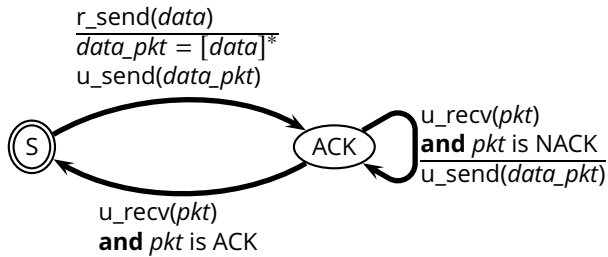 r_send(data)
data_pkt = [data]*
u_send(data_pkt)
S
ACK
u_recv(pkt)
and pkt is NACK
u_send(data_pkt)
u_recv(pkt)
and pkt is ACK